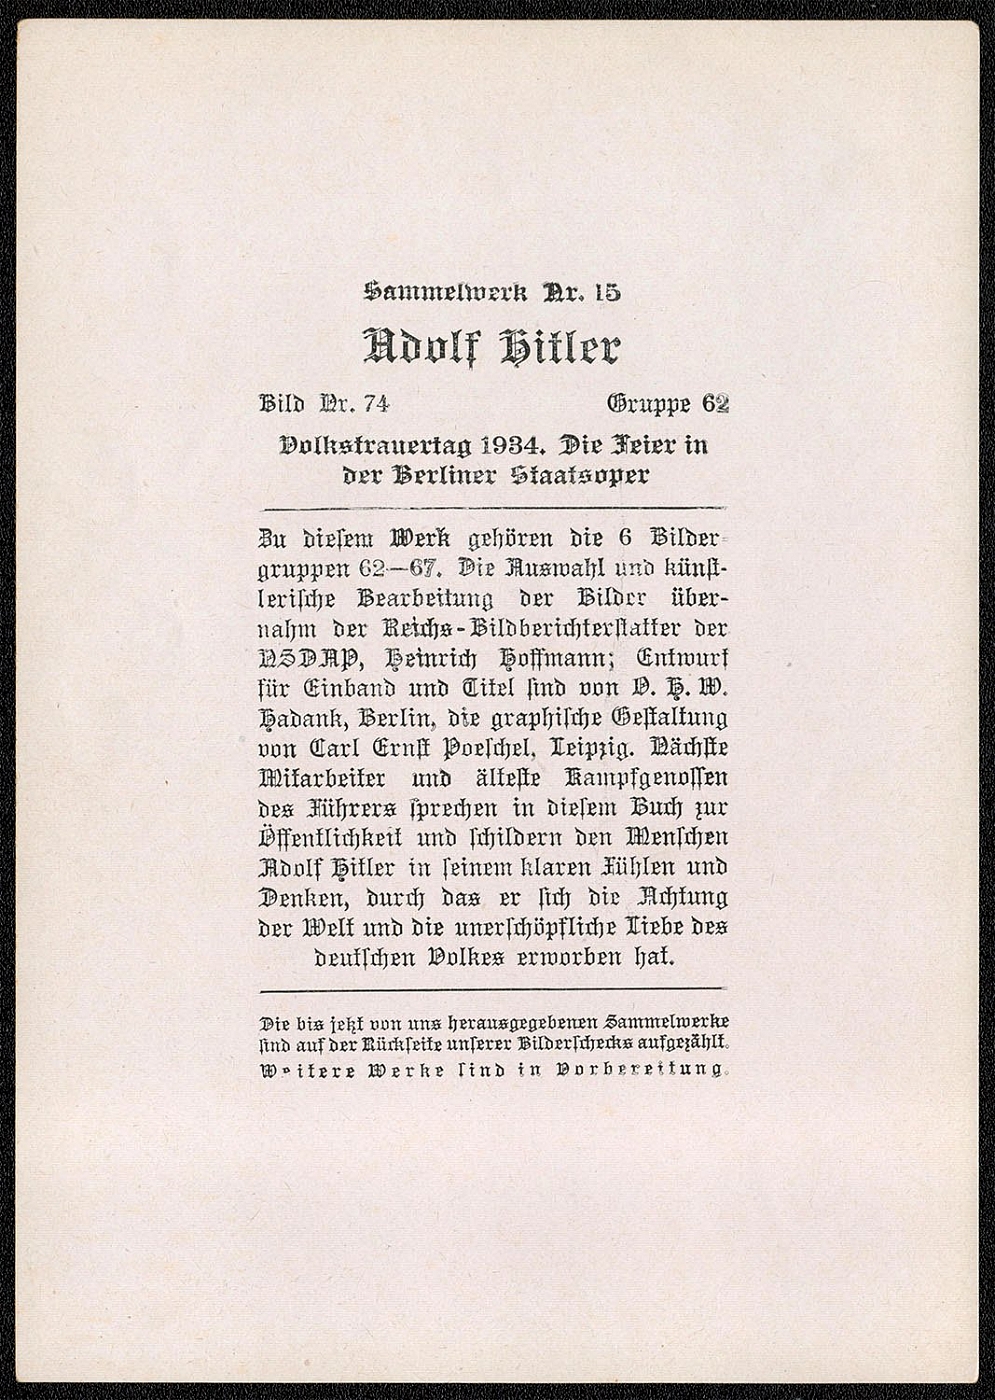 Sammelwerk Nr. 15
Adolf Hitler
Bild Nr. 74 Gruppe 62
Volkstrauertag 1934. Die Feier in
der Berliner Staatsoper
Zu diesem Werk gehören die 6 Bilder-
gruppen 62—67. Die Auswahl und künst-
lerische Bearbeitung der Bilder über-
nahm der Reichs-Bildberichterstatter der
NSDAP, Heinrich Hoffmann; Entwurf
für Einband und Titel sind von O. H. W.
Hadank, Berlin, die graphische Gestaltung
von Carl Ernst Poeschel, Leipzig. Nächste
Mitarbeiter und älteste Kampfgenossen
des Führers sprechen in diesem Buch zur
Öffentlichkeit und schildern den Menschen
Adolf Hitler in seinem klaren Fühlen und
Denken, durch das er sich die Achtung
der Welt und die unerschöpfliche Liebe des
deutschen Volkes erworben hat.
Die bis jetzt von uns herausgegebenen Sammelwerke
sind auf der Rückseite unserer Bilderschecks aufgezählt.
Weitere Werke sind in Vorbereitung.